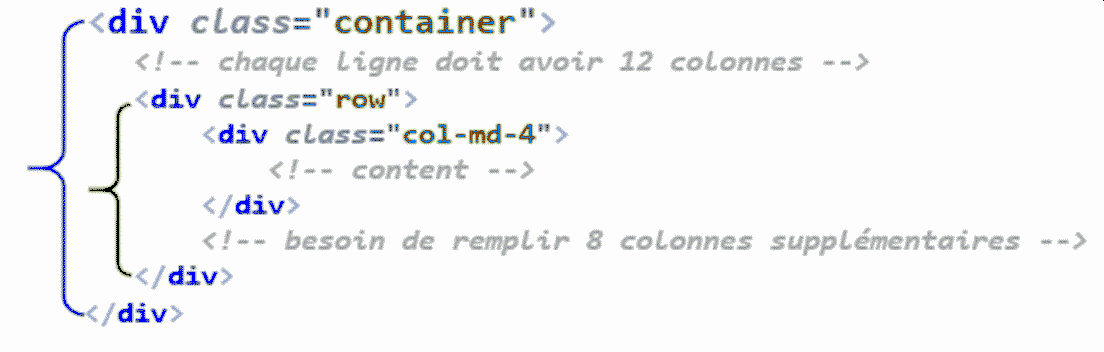 <div class="container">
<!-- chaque ligne doit avoir 12 colonnes -->
<div class="row">
<div class="col-md-4">
<!-- content -->
</div>
<!-- besoin de remplir 8 colonnes supplémentaires -->
</div>
</div>